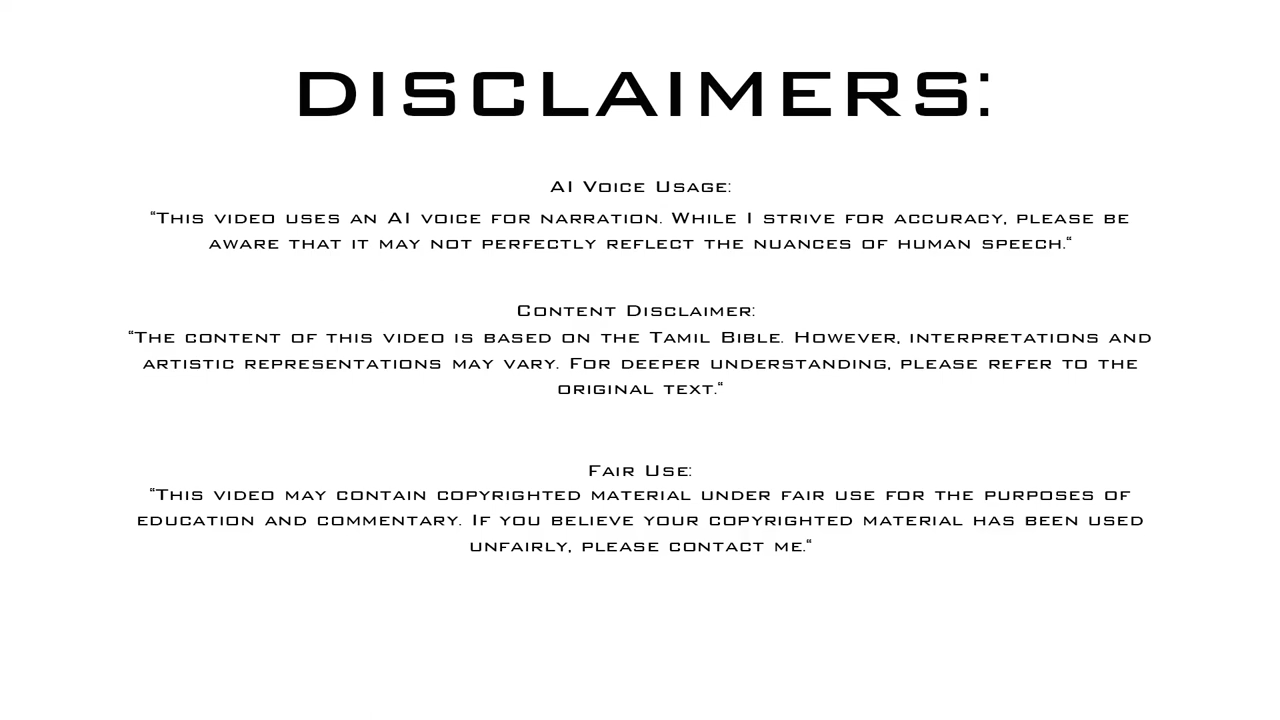 DISCLAIMERS:
AI Voice Usage:
“This video uses an AI voice for narration. While I strive for accuracy, please be
aware that it may not perfectly reflect the nuances of human speech.“
Content Disclaimer:
“The content of this video is based on the Tamil Bible. However, interpretations and
artistic representations may vary. For deeper understanding, please refer to the
original text.“
Fair Use:
“This video may contain copyrighted material under fair use for the purposes of
education and commentary. If you believe your copyrighted material has been used
unfairly, please contact me.“